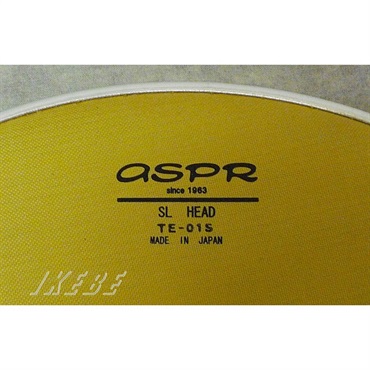 ASPR
since 1963
SL HEAD
TE-01S
MADE IN JAPAN
IKEBE